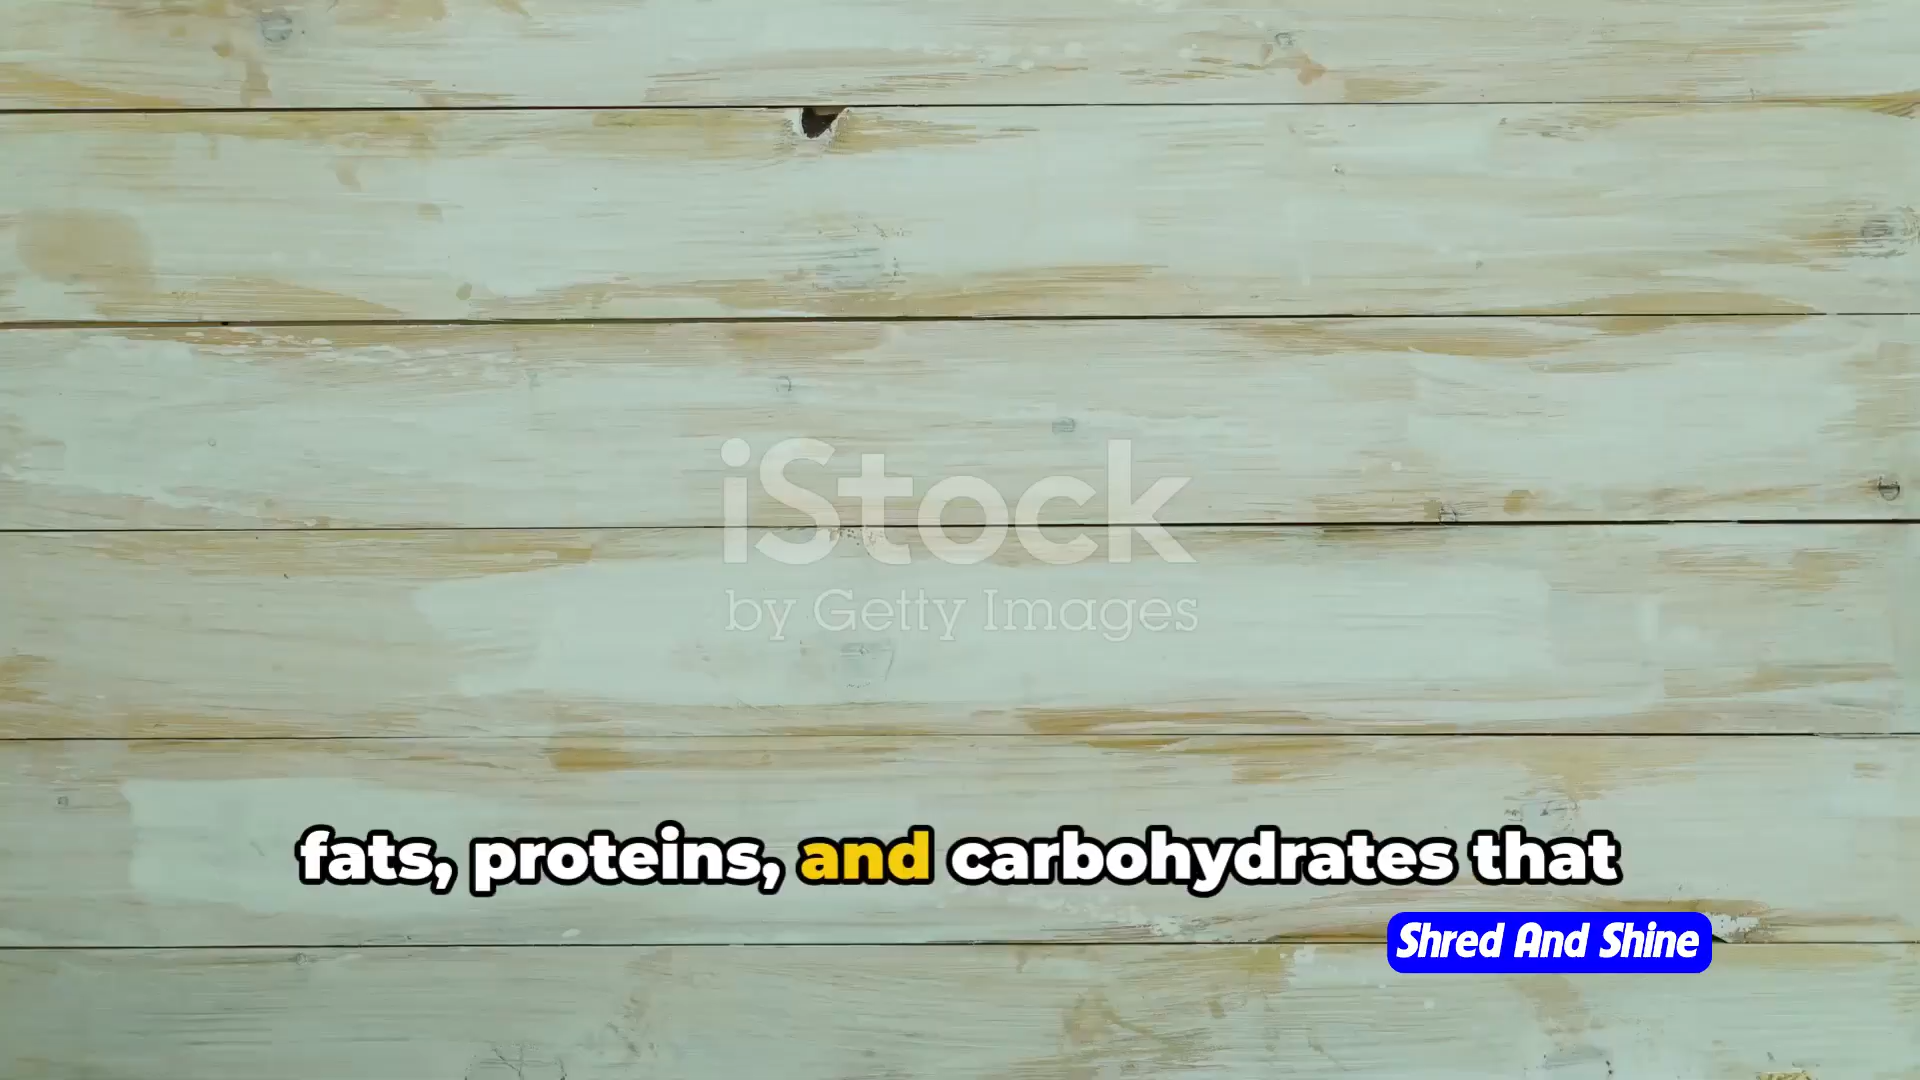 iStock
by Getty Images
fats, proteins, and carbohydrates that
Shred And Shine